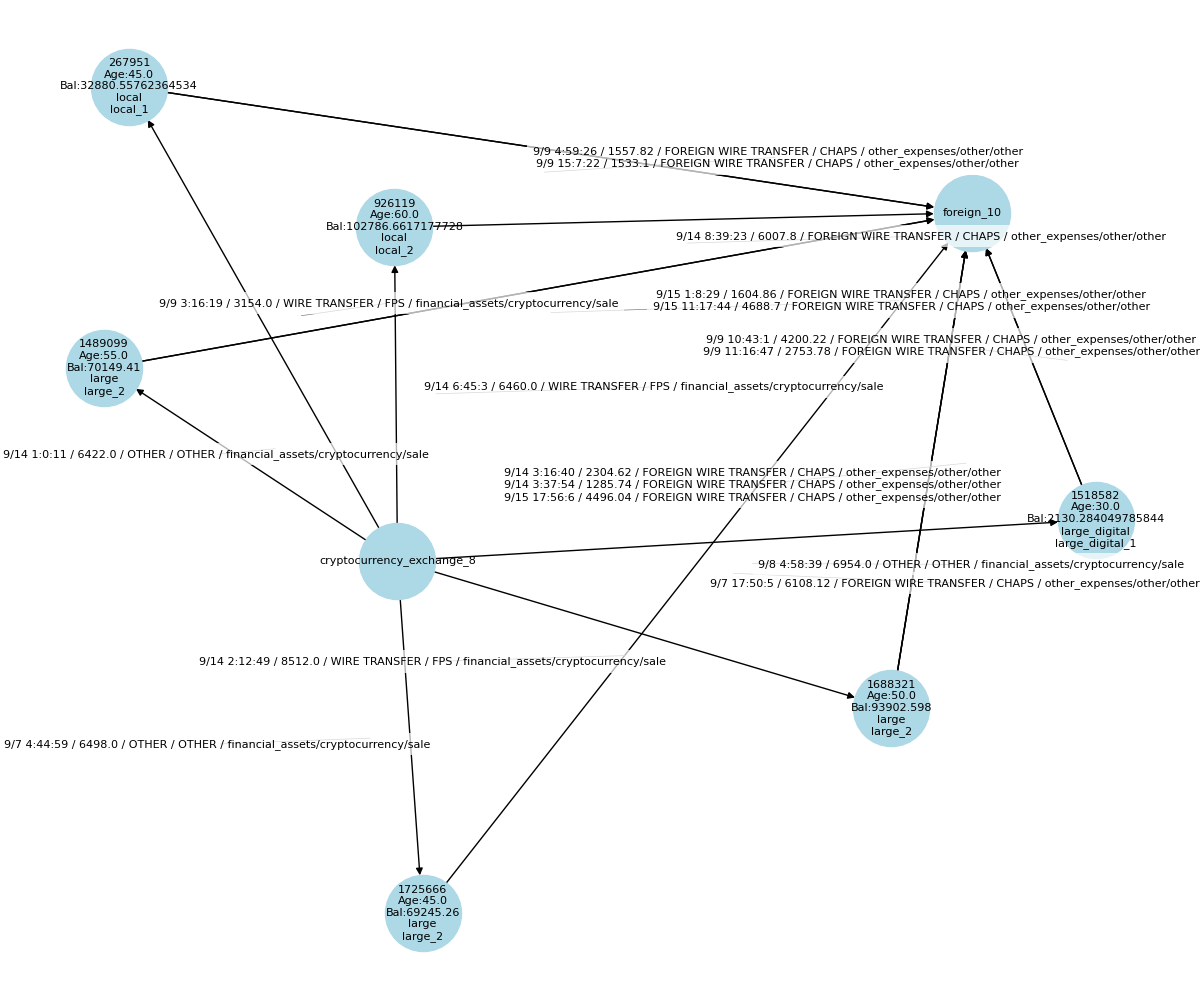 267951
Age:45.0
Bal:32880.55762364534
local
local_1
9/9 4:59:26 / 1557.82 / FOREIGN WIRE TRANSFER / CHAPS / other_expenses/other/other
9/9 15:7:22 / 1533.1 / FOREIGN WIRE TRANSFER / CHAPS / other_expenses/other/other
926119
Age:60.0
Bal:102786.6617177728
local
local_2
foreign_10
9/14 8:39:23 / 6007.8 / FOREIGN WIRE TRANSFER / CHAPS / other_expenses/other/other
9/9 3:16:19 / 3154.0 / WIRE TRANSFER / FPS / financial_assets/cryptocurrency/sale
9/15 1:8:29 / 1604.86 / FOREIGN WIRE TRANSFER / CHAPS / other_expenses/other/other
9/15 11:17:44 / 4688.7 / FOREIGN WIRE TRANSFER / CHAPS / other_expenses/other/other
1489099
Age:55.0
Bal:70149.41
large
large_2
9/9 10:43:1 / 4200.22 / FOREIGN WIRE TRANSFER / CHAPS / other_expenses/other/other
9/9 11:16:47 / 2753.78 / FOREIGN WIRE TRANSFER / CHAPS / other_expenses/other/other
9/14 6:45:3 / 6460.0 / WIRE TRANSFER / FPS / financial_assets/cryptocurrency/sale
9/14 1:0:11 / 6422.0 / OTHER / OTHER / financial_assets/cryptocurrency/sale
9/14 3:16:40 / 2304.62 / FOREIGN WIRE TRANSFER / CHAPS / other_expenses/other/other
9/14 3:37:54 / 1285.74 / FOREIGN WIRE TRANSFER / CHAPS / other_expenses/other/other
9/15 17:56:6 / 4496.04 / FOREIGN WIRE TRANSFER / CHAPS / other_expenses/other/other
1518582
Age:30.0
Bal:2130.284049785844
large_digital
large_digital_1
cryptocurrency_exchange_8
9/8 4:58:39 / 6954.0 / OTHER / OTHER / financial_assets/cryptocurrency/sale
9/7 17:50:5 / 6108.12 / FOREIGN WIRE TRANSFER / CHAPS / other_expenses/other/other
9/14 2:12:49 / 8512.0 / WIRE TRANSFER / FPS / financial_assets/cryptocurrency/sale
1688321
Age:50.0
Bal:93902.598
large
large_2
9/7 4:44:59 / 6498.0 / OTHER / OTHER / financial_assets/cryptocurrency/sale
1725666
Age:45.0
Bal:69245.26
large
large_2